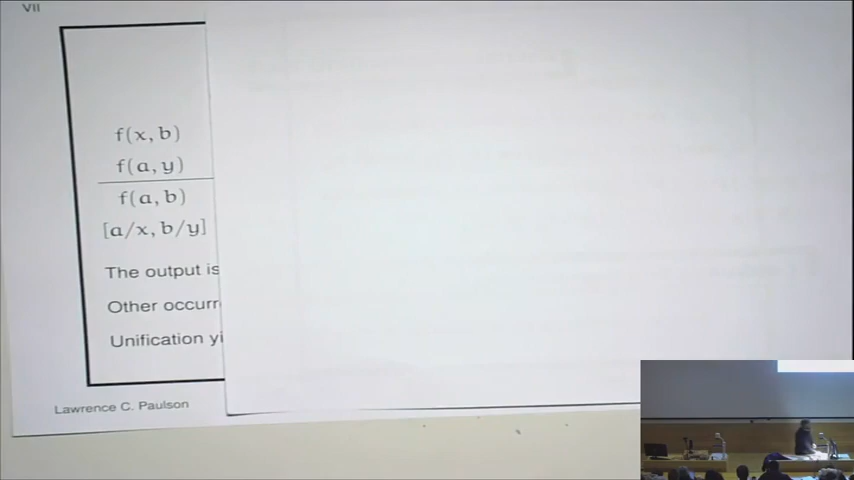 VII
f(x, b)
f(a, y)
f(a, b)
[a/x, b/y]
The output is
Other occurr
Unification yi
Lawrence C. Paulson